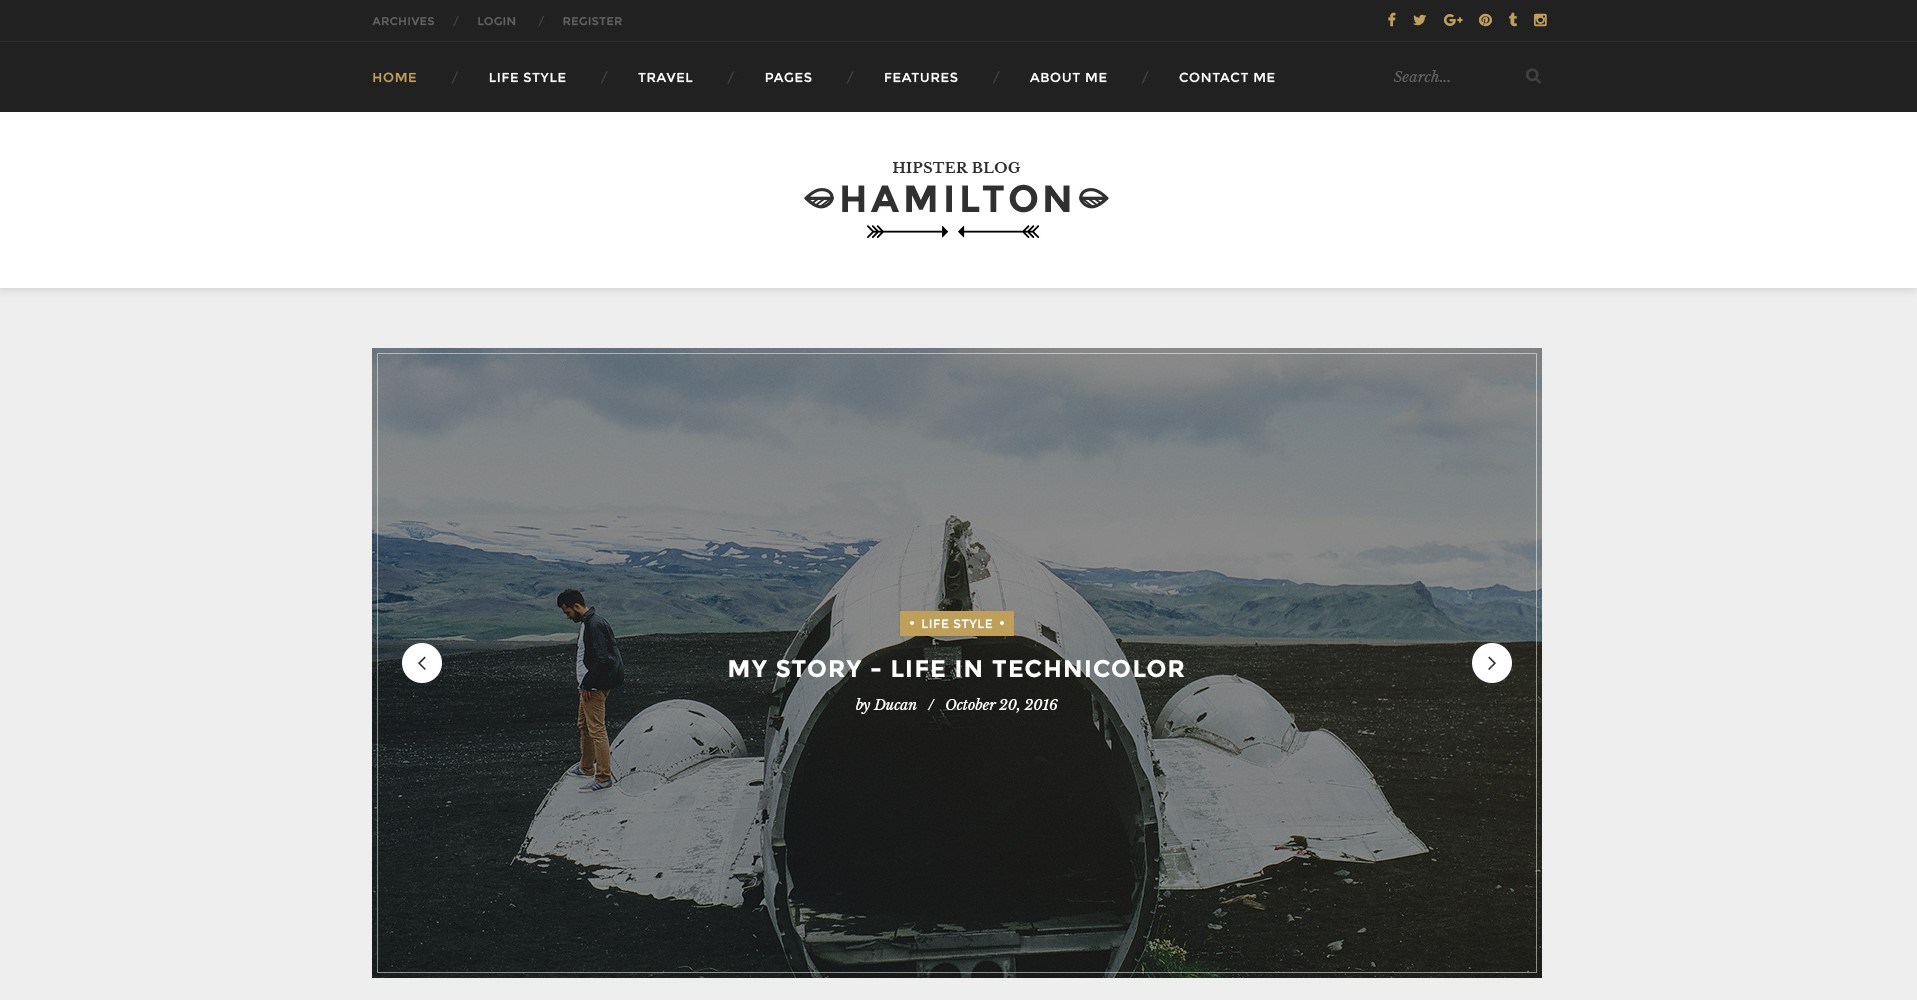 ARCHIVES / LOGIN / REGISTER
HOME / LIFE STYLE / TRAVEL / PAGES / FEATURES / ABOUT ME / CONTACT ME Search...
HIPSTER BLOG
HAMILTON
• LIFE STYLE •
MY STORY - LIFE IN TECHNICOLOR
by Ducan / October 20, 2016